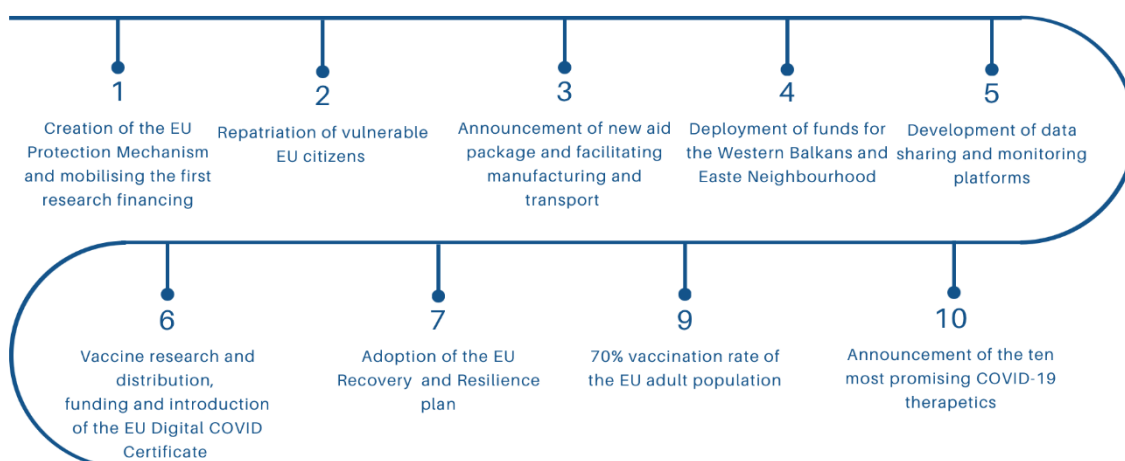 1
Creation of the EU
Protection Mechanism
and mobilising the first
research financing
2
Repatriation of vulnerable
EU citizens
3
Announcement of new aid
package and facilitating
manufacturing and
transport
4
Deployment of funds for
the Western Balkans and
Easte Neighbourhood
5
Development of data
sharing and monitoring
platforms
6
Vaccine research and
distribution,
funding and introduction
of the EU Digital COVID
Certificate
7
Adoption of the EU
Recovery and Resilience
plan
9
70% vaccination rate of
the EU adult population
10
Announcement of the ten
most promising COVID-19
therapetics